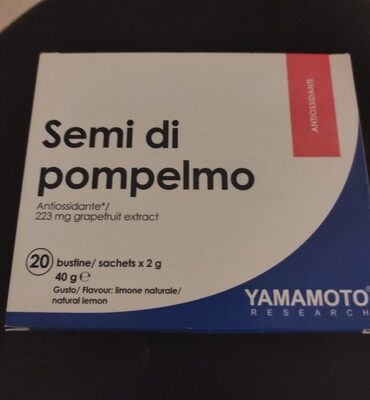 ANTIOSSIDANTI
Semi di
pompelmo
Antiossidante*/
223 mg grapefruit extract
20 bustine/ sachets x 2 g
40 g ℮
Gusto/ Flavour: limone naturale/
natural lemon
YAMAMOTO®
RESEARCH